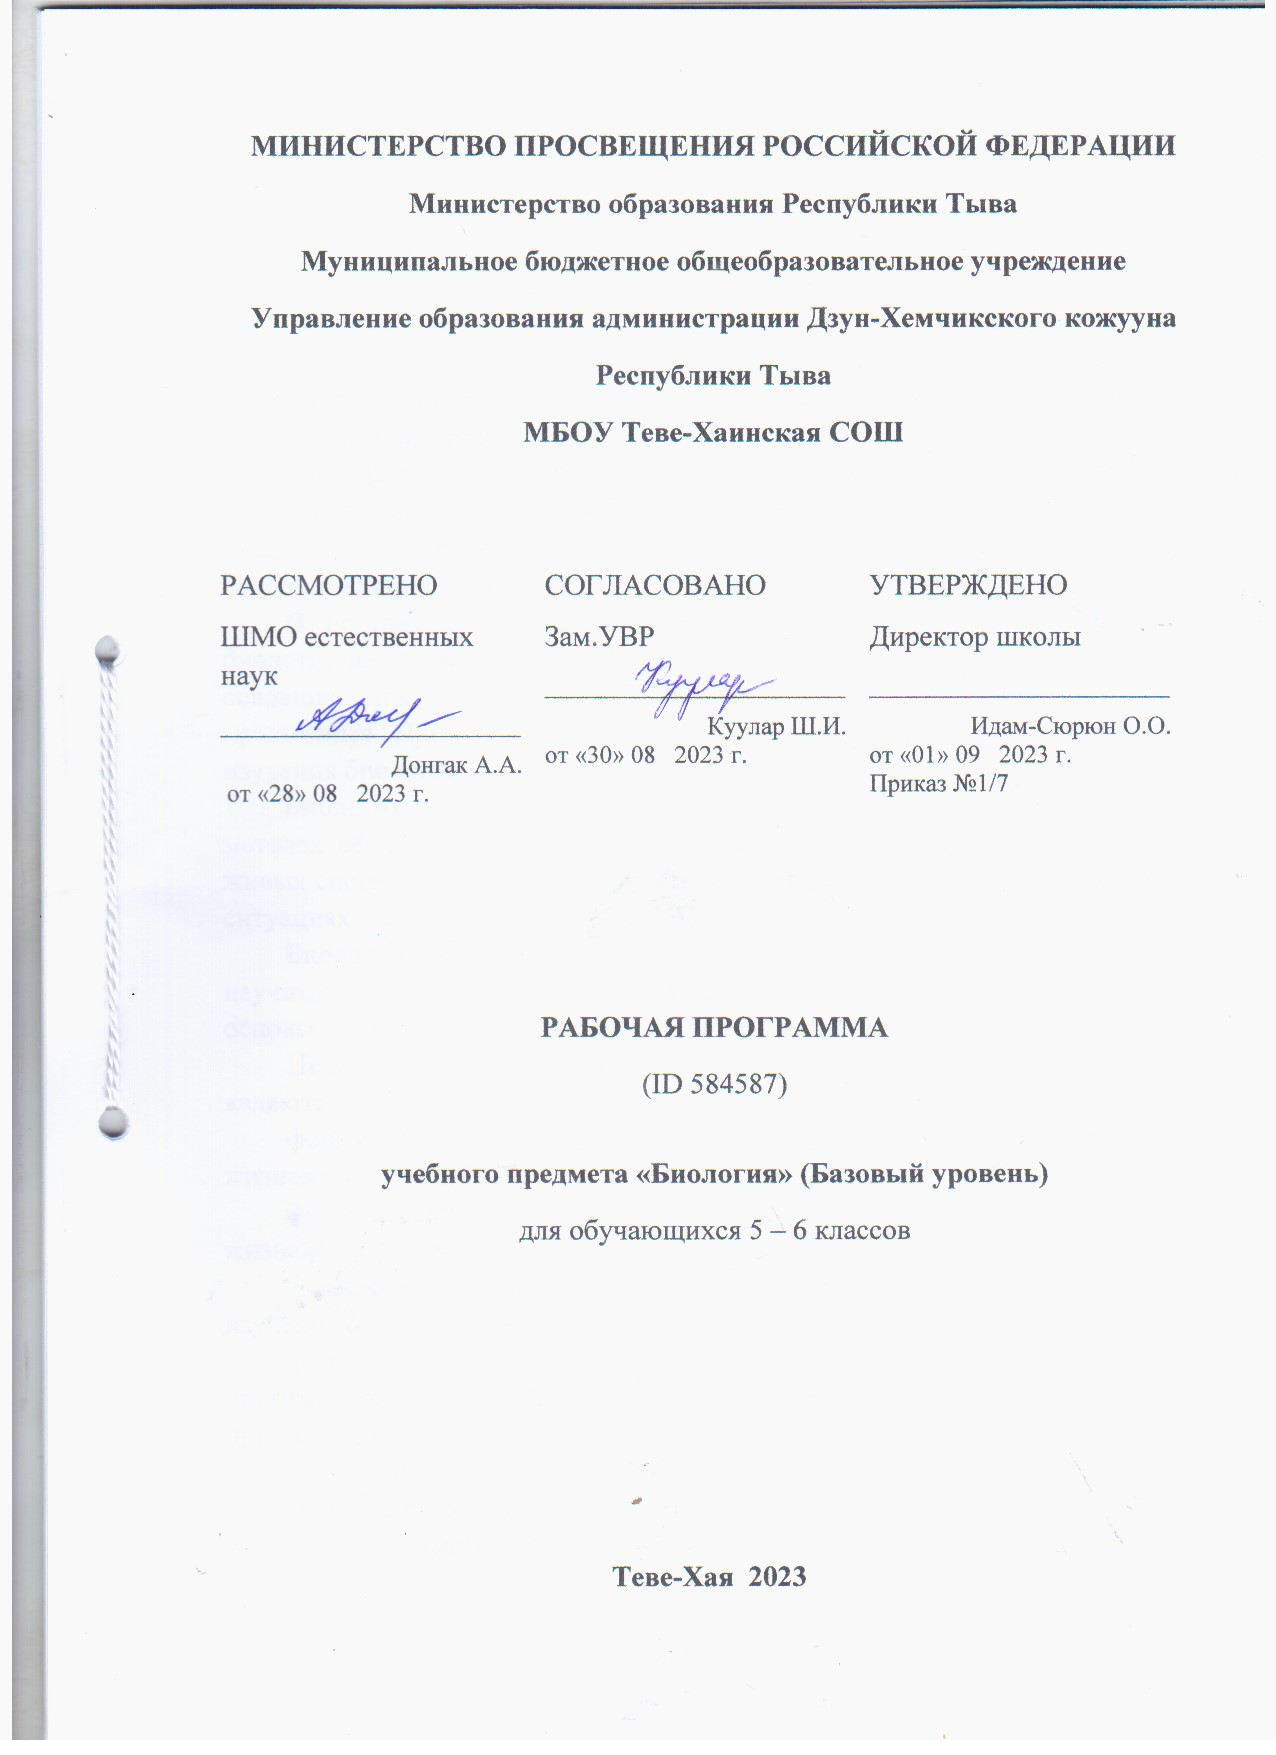 МИНИСТЕРСТВО ПРОСВЕЩЕНИЯ РОССИЙСКОЙ ФЕДЕРАЦИИ
Министерство образования Республики Тыва
Муниципальное бюджетное общеобразовательное учреждение
Управление образования администрации Дзун-Хемчикского кожууна
Республики Тыва
МБОУ Теве-Хаинская СОШ
РАССМОТРЕНО
ШМО естественных
наук
Донгак А.А.
от «28» 08 2023 г.
СОГЛАСОВАНО
Зам.УВР
Куулар
Куулар Ш.И.
от «30» 08 2023 г.
УТВЕРЖДЕНО
Директор школы
Идам-Сюрюн О.О.
от «01» 09 2023 г.
Приказ №1/7
РАБОЧАЯ ПРОГРАММА
(ID 584587)
учебного предмета «Биология» (Базовый уровень)
для обучающихся 5 – 6 классов
Теве-Хая 2023